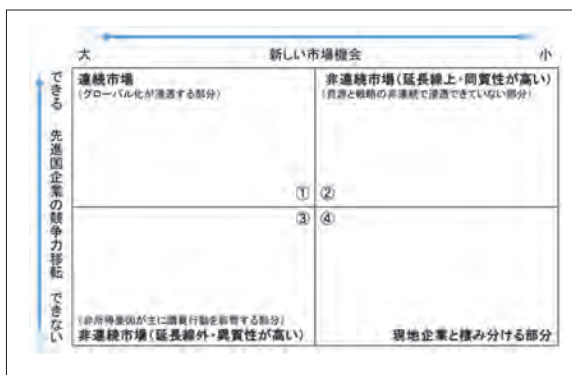 大 新しい市場機会 小
できる 先進国企業の競争力移転 できない
連続市場
(グローバル化が浸透する部分)
①
非連続市場(延長線上・同質性が高い)
(資源と戦略の非連続で浸透できていない部分)
②
③
(非所得要因が主に購買行動を影響する部分)
非連続市場(延長線外・異質性が高い)
④
現地企業と棲み分ける部分